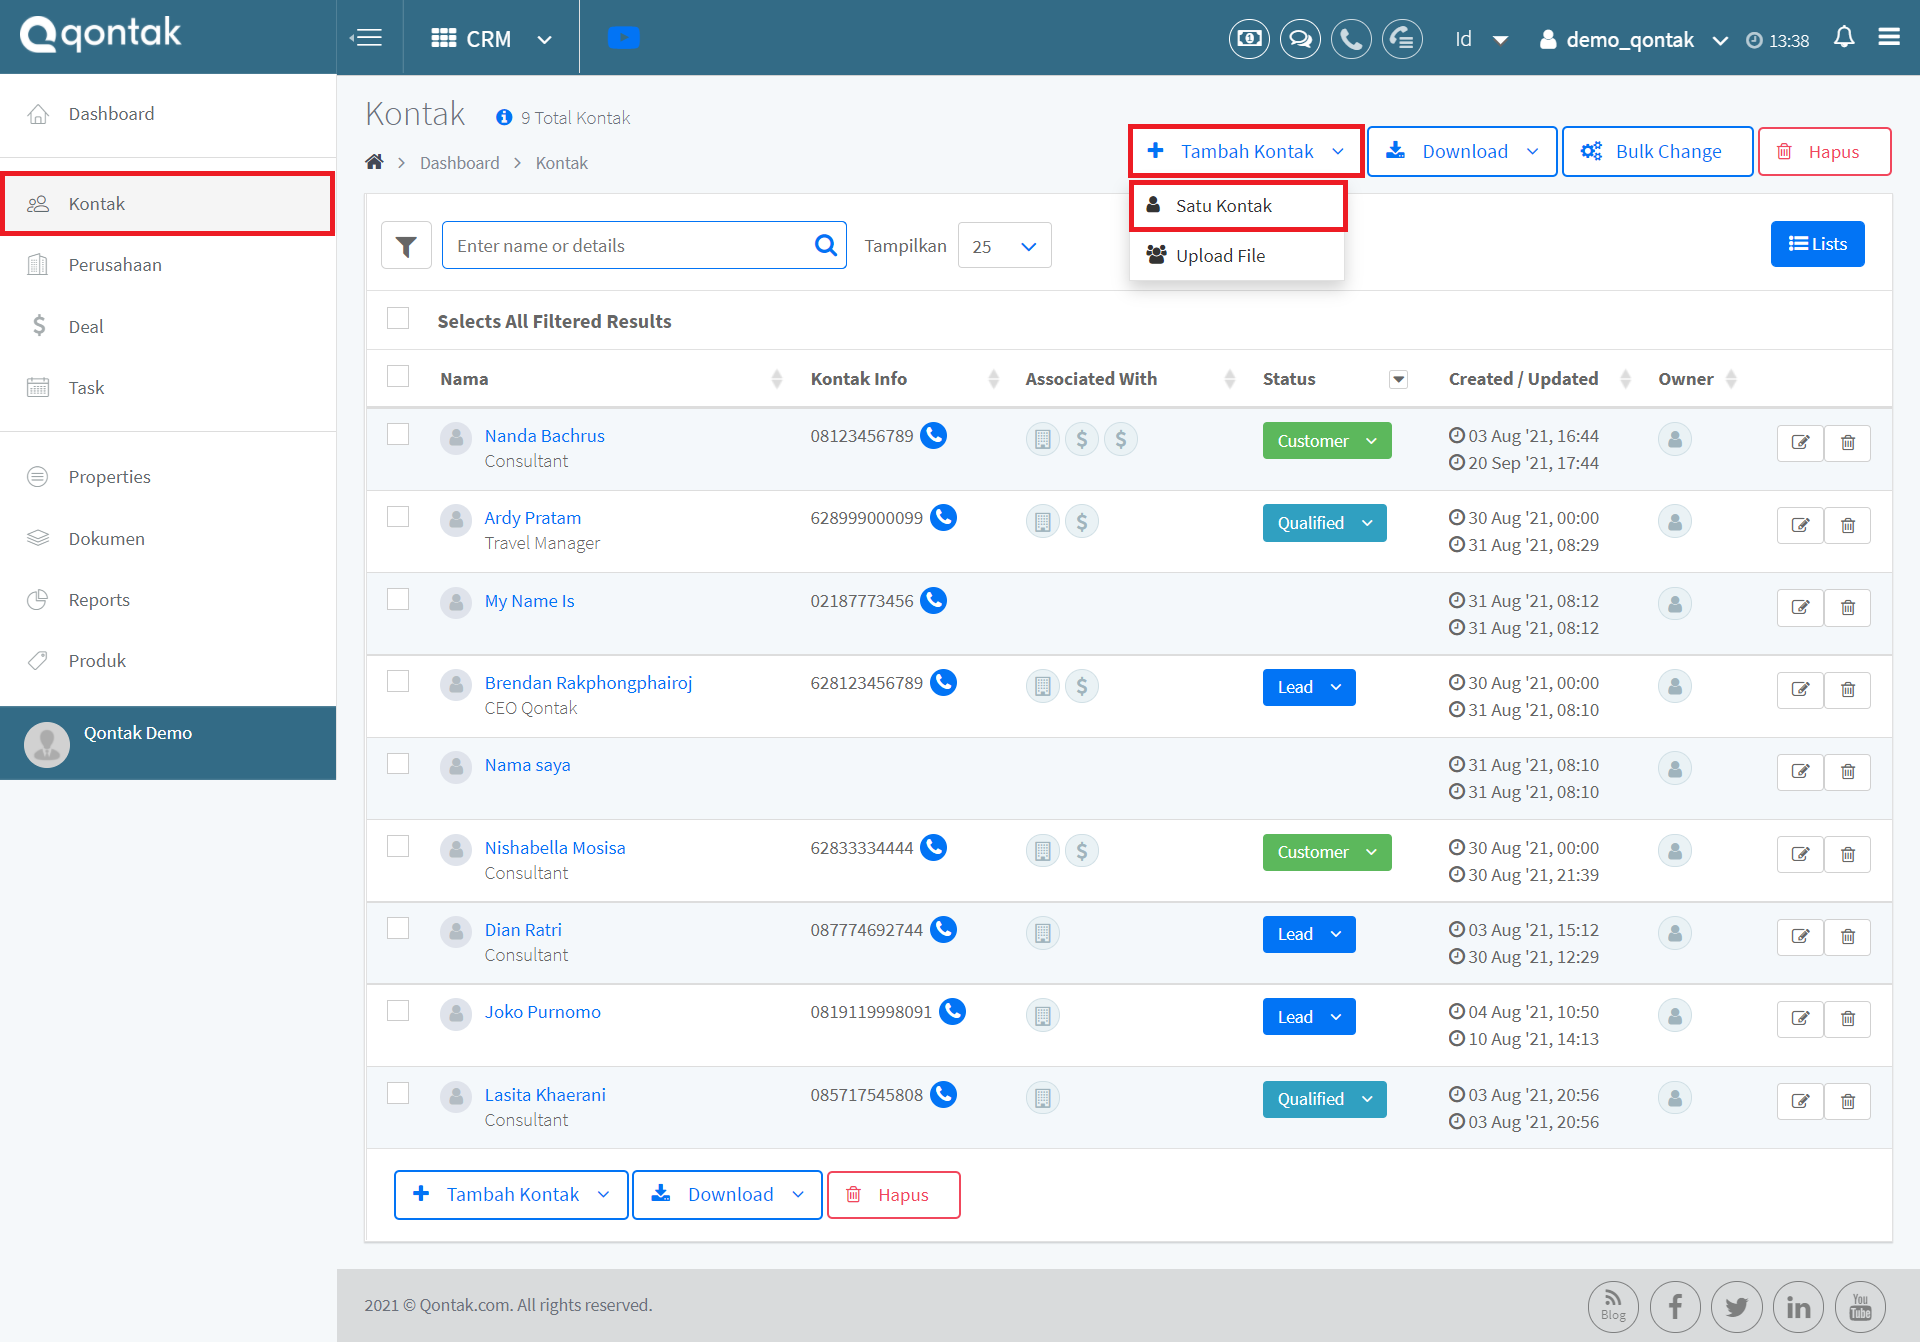 qontak
CRM
Id
demo_qontak
13:38
Dashboard
Kontak
Perusahaan
Deal
Task
Properties
Dokumen
Reports
Produk
Qontak Demo
Kontak
9 Total Kontak
Dashboard > Kontak
Tambah Kontak
Download
Bulk Change
Hapus
Satu Kontak
Upload File
Enter name or details
Tampilkan
25
Lists
Selects All Filtered Results
Nama Kontak Info Associated With Status Created / Updated Owner
Nanda Bachrus 08123456789 $ $ Customer 03 Aug '21, 16:44
Consultant 20 Sep '21, 17:44
Ardy Pratam 628999000099 $ Qualified 30 Aug '21, 00:00
Travel Manager 31 Aug '21, 08:29
My Name Is 02187773456 31 Aug '21, 08:12
31 Aug '21, 08:12
Brendan Rakphongphairoj 628123456789 $ Lead 30 Aug '21, 00:00
CEO Qontak 31 Aug '21, 08:10
Nama saya 31 Aug '21, 08:10
31 Aug '21, 08:10
Nishabella Mosisa 62833334444 $ Customer 30 Aug '21, 00:00
Consultant 30 Aug '21, 21:39
Dian Ratri 087774692744 Lead 03 Aug '21, 15:12
Consultant 30 Aug '21, 12:29
Joko Purnomo 0819119998091 Lead 04 Aug '21, 10:50
10 Aug '21, 14:13
Lasita Khaerani 085717545808 Qualified 03 Aug '21, 20:56
Consultant 03 Aug '21, 20:56
Tambah Kontak
Download
Hapus
2021 © Qontak.com. All rights reserved.
Blog
f
in
You
Tube